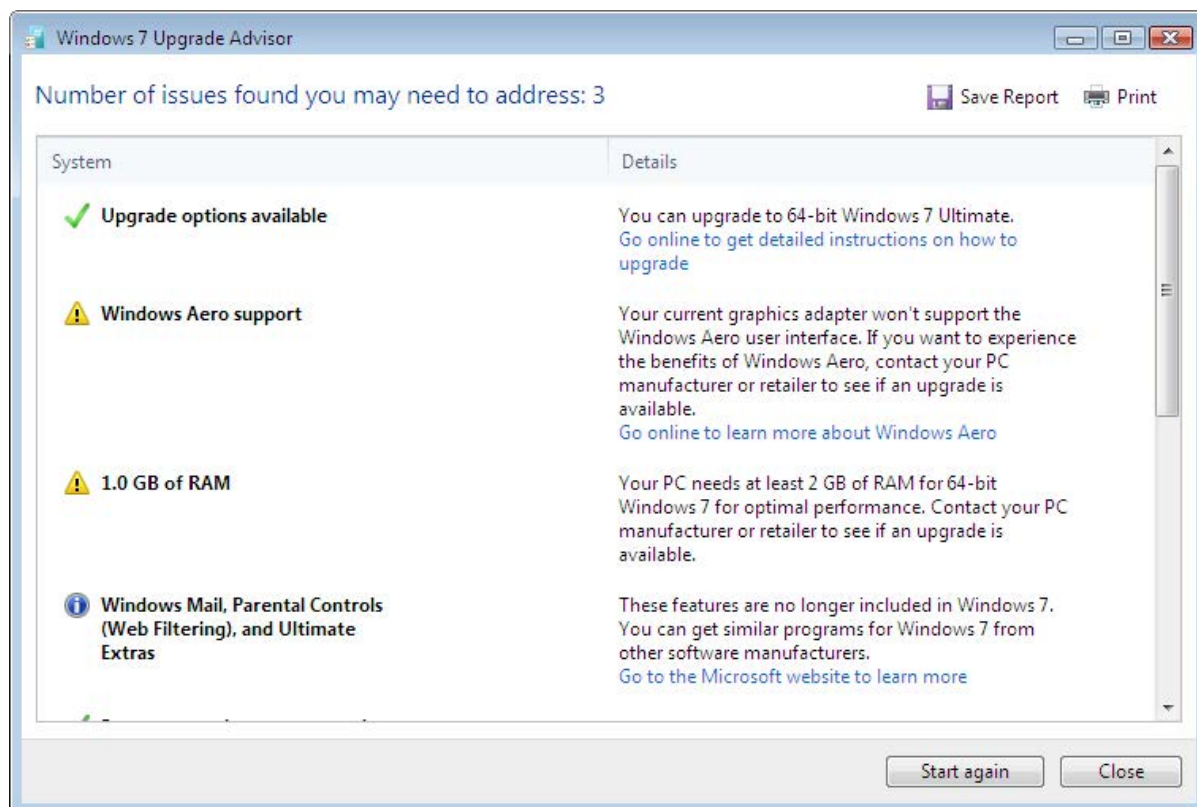 Windows 7 Upgrade Advisor
Number of issues found you may need to address: 3
Save Report
Print
System
Details
Upgrade options available
You can upgrade to 64-bit Windows 7 Ultimate.
Go online to get detailed instructions on how to
upgrade
Windows Aero support
Your current graphics adapter won't support the
Windows Aero user interface. If you want to experience
the benefits of Windows Aero, contact your PC
manufacturer or retailer to see if an upgrade is
available.
Go online to learn more about Windows Aero
1.0 GB of RAM
Your PC needs at least 2 GB of RAM for 64-bit
Windows 7 for optimal performance. Contact your PC
manufacturer or retailer to see if an upgrade is
available.
Windows Mail, Parental Controls
(Web Filtering), and Ultimate
Extras
These features are no longer included in Windows 7.
You can get similar programs for Windows 7 from
other software manufacturers.
Go to the Microsoft website to learn more
Start again
Close